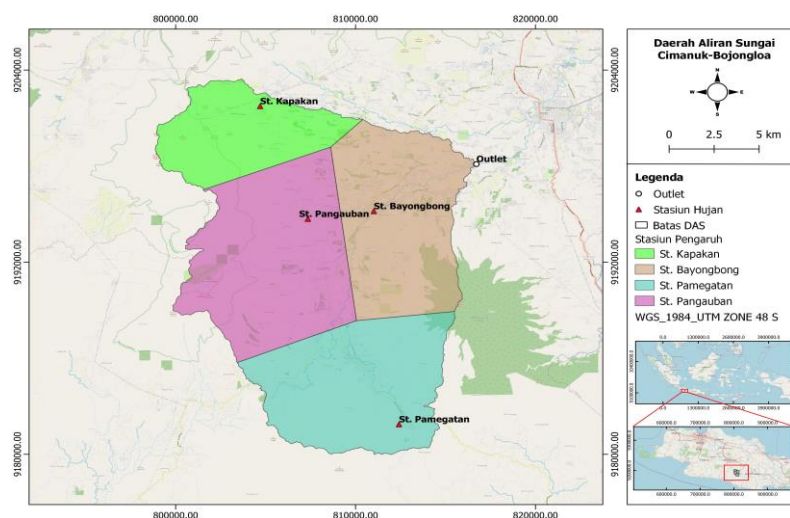 800000.00 810000.00 820000.00
9204000.00 9204000.00
St. Kapakan
Outlet
St. Bayongbong
St. Pangauban
9192000.00 9192000.00
St. Pamegatan
9180000.00 9180000.00
800000.00 810000.00 820000.00
Daerah Aliran Sungai
Cimanuk-Bojongloa
N
W E
S
0 2.5 5 km
Legenda
Outlet
Stasiun Hujan
Batas DAS
Stasiun Pengaruh
St. Kapakan
St. Bayongbong
St. Pamegatan
St. Pangauban
WGS_1984_UTM ZONE 48 S